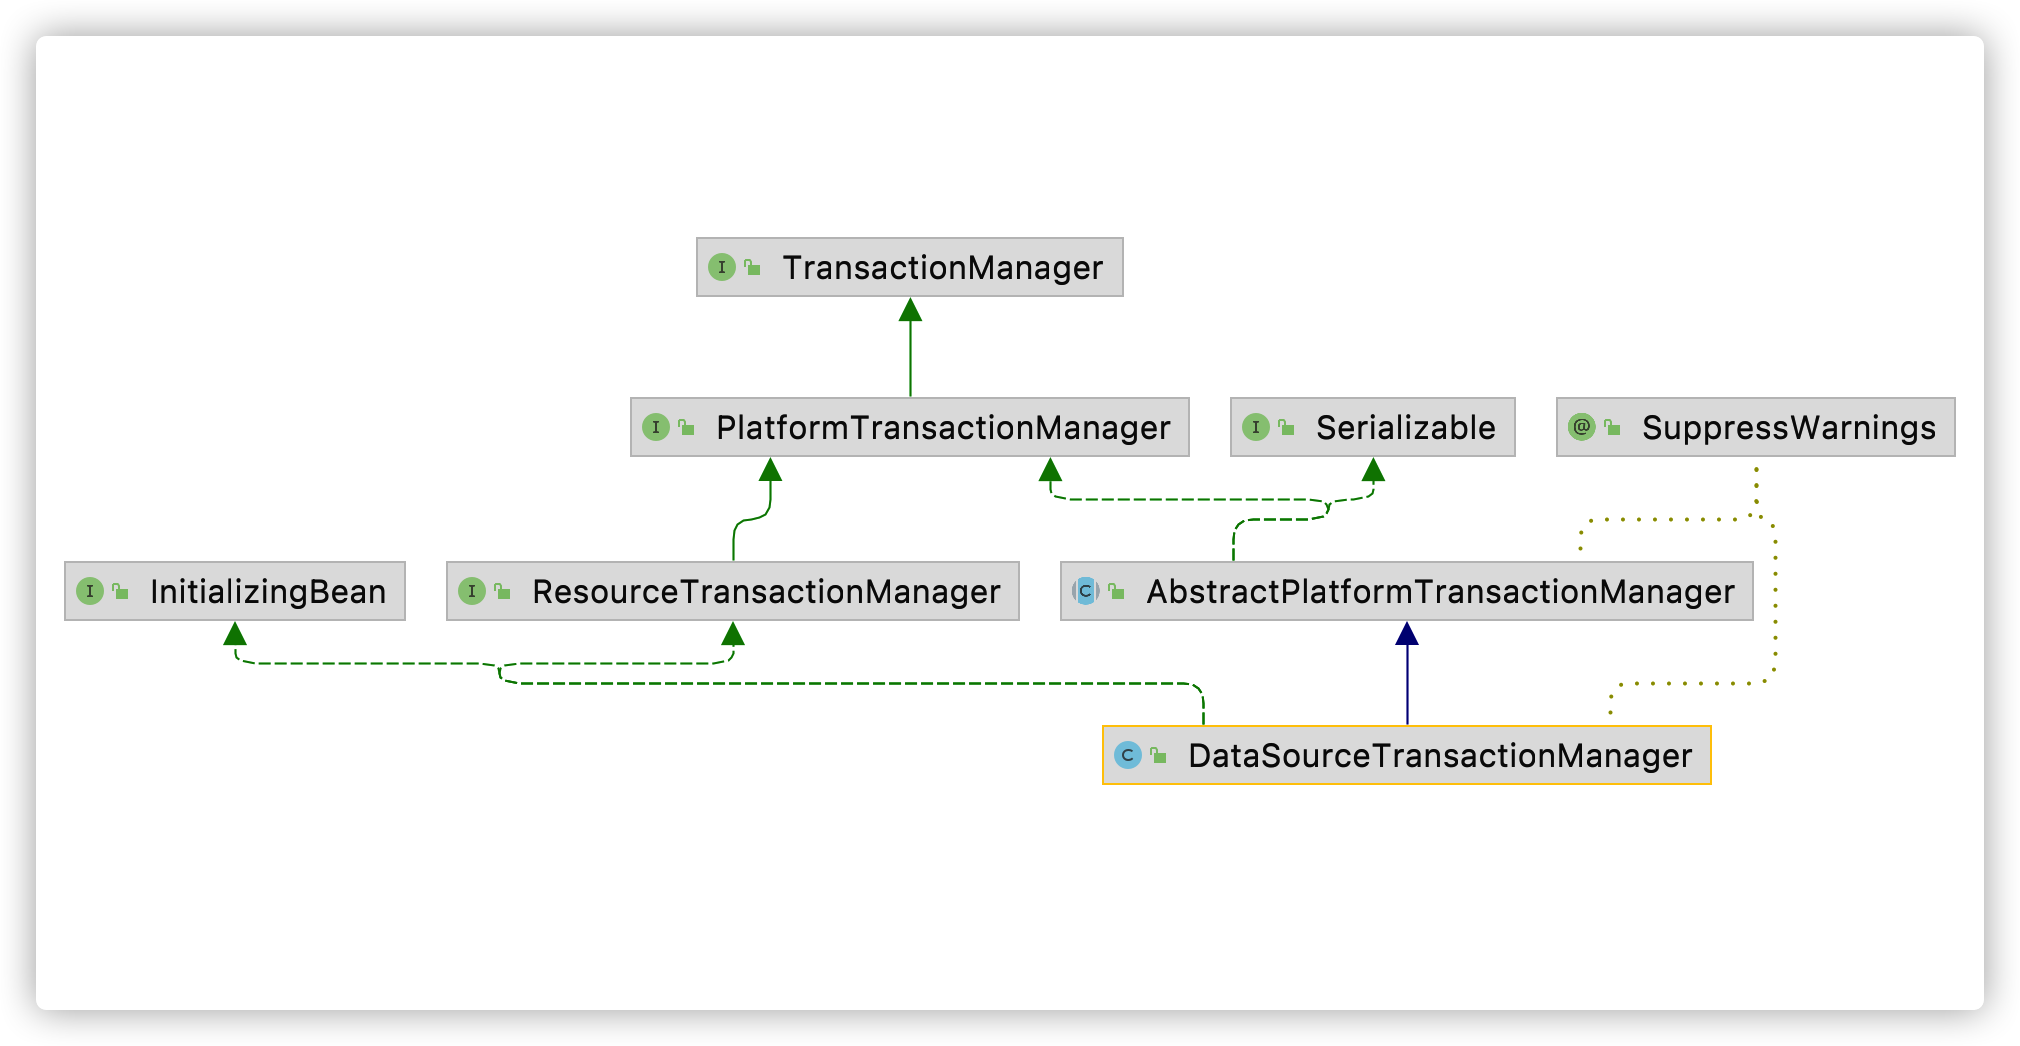 I TransactionManager
I PlatformTransactionManager
I Serializable
@ SuppressWarnings
I InitializingBean
I ResourceTransactionManager
C AbstractPlatformTransactionManager
C DataSourceTransactionManager